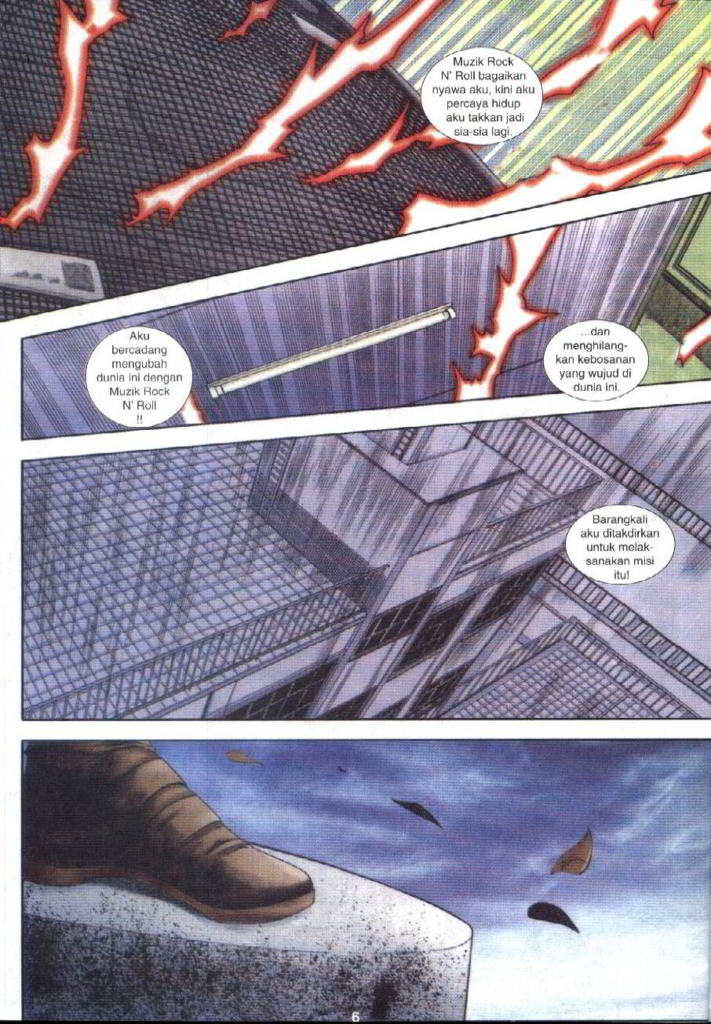 Muzik Rock
N' Roll bagaikan
nyawa aku, kini aku
percaya hidup
aku takkan jadi
sia-sia lagi.
Aku
bercadang
mengubah
dunia ini dengan
Muzik Rock
N' Roll
!!
...dan
menghilang-
kan kebosanan
yang wujud di
dunia ini.
Barangkali
aku ditakdirkan
untuk melak-
sanakan misi
itu!
6